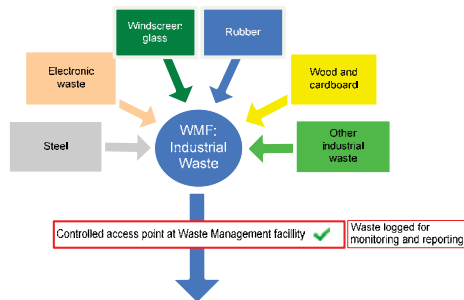 Windscreen
glass
Rubber
Electronic
waste
Wood and
cardboard
WMF:
Industrial
Waste
Steel
Other
industrial
waste
Controlled access point at Waste Management facility
Waste logged for
monitoring and reporting